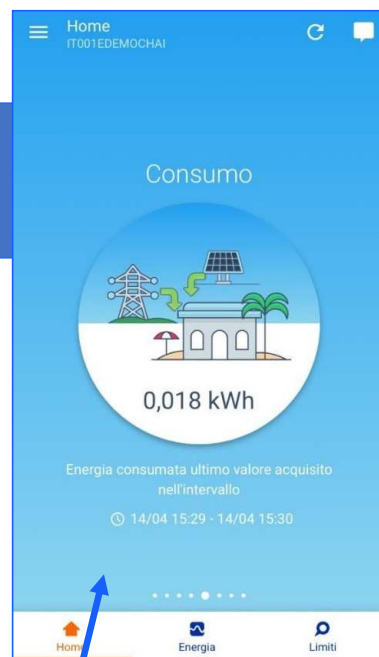 Home
IT001EDEMOCHAI
Consumo
0,018 kWh
Energia consumata ultimo valore acquisito
nell'intervallo
14/04 15:29 - 14/04 15:30
Home
Energia
Limiti